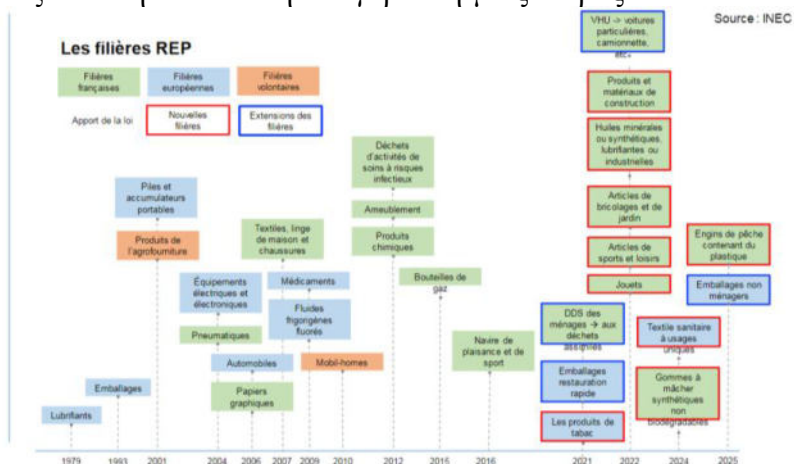 Source : INEC
Les filières REP
Filières
françaises
Filières
européennes
Filières
volontaires
Apport de la loi
Nouvelles
filières
Extensions des
filières
VHU -> voitures
particulières,
camionnette,
etc.
Produits et
matériaux de
construction
Huiles minérales
ou synthétiques,
lubrifiantes ou
industrielles
Articles de
bricolages et de
jardin
Articles de
sports et loisirs
Jouets
Déchets
d'activités de
soins à risques
infectieux
Ameublement
Produits
chimiques
Piles et
accumulateurs
portables
Produits de
l'agrofourniture
Textiles, linge
de maison et
chaussures
Équipements
électriques et
électroniques
Pneumatiques
Médicaments
Fluides
frigorigènes
fluorés
Automobiles
Papiers
graphiques
Mobil-homes
Bouteilles de
gaz
Navire de
plaisance et de
sport
Emballages
Lubrifiants
DDS des
ménages → aux
déchets
assimilés
Emballages
restauration
rapide
Les produits de
tabac
Textile sanitaire
à usages
uniques
Gommes à
mâcher
synthétiques
non
biodégradables
Engins de pêche
contenant du
plastique
Emballages non
ménagers
1979 1993 2001 2004 2006 2007 2009 2010 2012 2015 2016 2021 2022 2024 2025